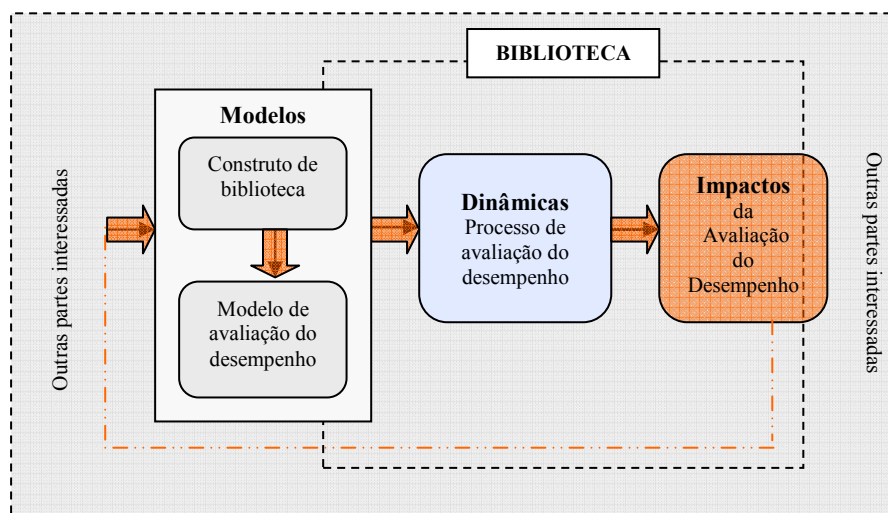 BIBLIOTECA
Outras partes interessadas
Modelos
Construto de
biblioteca
Modelo de
avaliação do
desempenho
Dinâmicas
Processo de
avaliação do
desempenho
Impactos
da
Avaliação
do
Desempenho
Outras partes interessadas